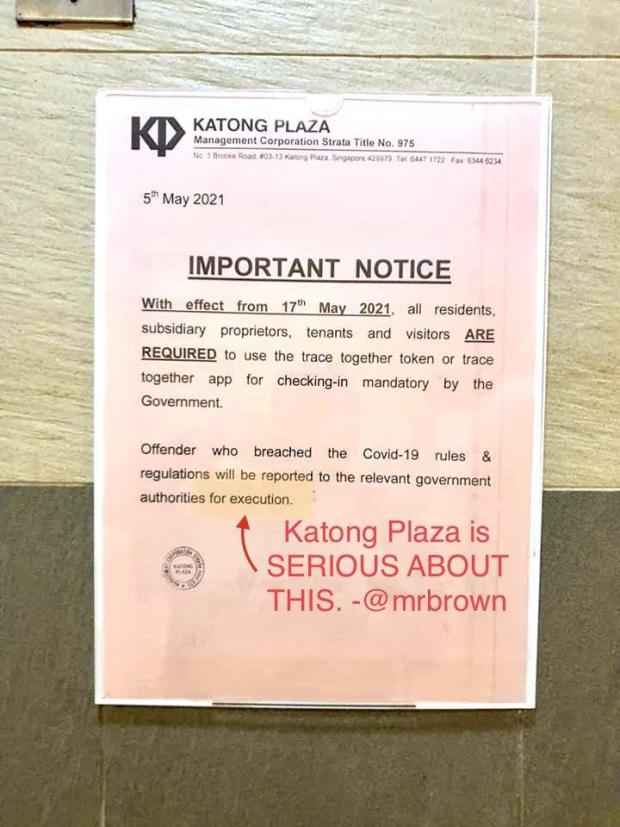 KP KATONG PLAZA
Management Corporation Strata Title No. 975
No. 1 Brooke Road, #03-13 Katong Plaza, Singapore 429979. Tel: 6447 1722 Fax: 6344 6234.
5th May 2021
IMPORTANT NOTICE
With effect from 17th May 2021, all residents,
subsidiary proprietors, tenants and visitors ARE
REQUIRED to use the trace together token or trace
together app for checking-in mandatory by the
Government.
Offender who breached the Covid-19 rules &
regulations will be reported to the relevant government
authorities for execution.
Katong Plaza is
SERIOUS ABOUT
THIS. -@mrbrown
KATONG
PLAZA